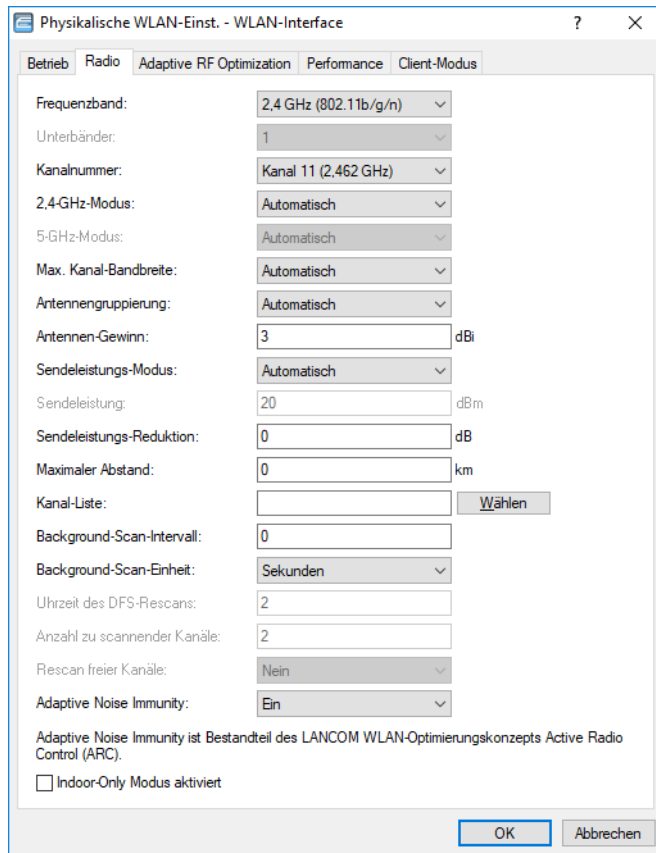 Physikalische WLAN-Einst. - WLAN-Interface
Betrieb Radio Adaptive RF Optimization Performance Client-Modus
Frequenzband: 2,4 GHz (802.11b/g/n)
Unterbänder: 1
Kanalnummer: Kanal 11 (2,462 GHz)
2,4-GHz-Modus: Automatisch
5-GHz-Modus: Automatisch
Max. Kanal-Bandbreite: Automatisch
Antennengruppierung: Automatisch
Antennen-Gewinn: 3 dBi
Sendeleistungs-Modus: Automatisch
Sendeleistung: 20 dBm
Sendeleistungs-Reduktion: 0 dB
Maximaler Abstand: 0 km
Kanal-Liste: Wählen
Background-Scan-Intervall: 0
Background-Scan-Einheit: Sekunden
Uhrzeit des DFS-Rescans: 2
Anzahl zu scannender Kanäle: 2
Rescan freier Kanäle: Nein
Adaptive Noise Immunity: Ein
Adaptive Noise Immunity ist Bestandteil des LANCOM WLAN-Optimierungskonzepts Active Radio
Control (ARC).
Indoor-Only Modus aktiviert
OK Abbrechen